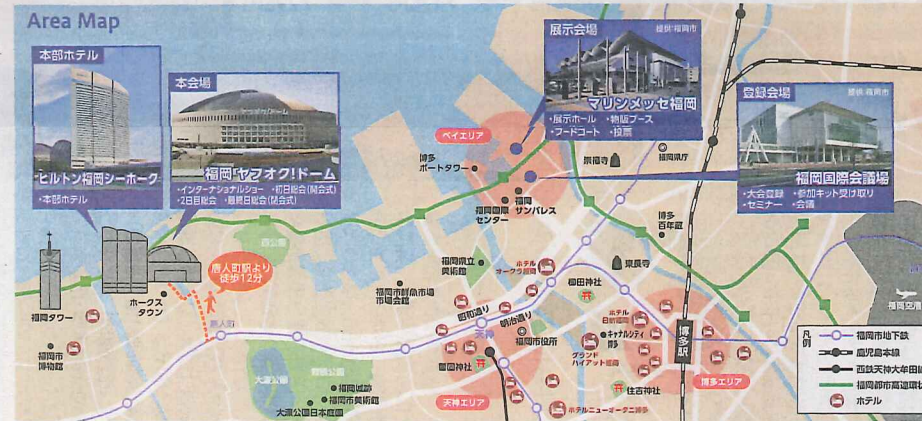 Area Map
本部ホテル
ヒルトン福岡シーホーク
・本部ホテル
本会場
福岡「ヤフオク!ドーム
・インターナショナルショー ・初日総会(開会式)
・2日目総会 ・最終日総会(閉会式)
展示会場
提供:福岡市
マリンメッセ福岡
・展示ホール ・物販ブース
・フードコート ・投票
登録会場
提供:福岡市
福岡国際会議場
・大会登録 ・参加キット受け取り
・セミナー ・会議
ベイエリア
博多
ポートタワー
福岡国際
センター
福岡
サンパレス
崇福寺
福岡県庁
博多
百年蔵
西公園
唐人町駅より
徒歩12分
福岡タワー
ホークス
タウン
福岡市
博物館
唐人町
福岡県立
美術館
福岡市鮮魚市場
市場会館
ホテル
オークラ福岡
東長寺
櫛田神社
昭和通り
明治通り
天神
福岡市役所
ホテル
日航福岡
キャナルシティ
博多
グランド
ハイアット福岡
博多駅
博多エリア
住吉神社
警固神社
天神エリア
ホテルニューオータニ博多
大濠公園
舞鶴公園
福岡城跡
福岡市美術館
大濠公園日本庭園
福岡空港
凡例
福岡市地下鉄
鹿児島本線
西鉄天神大牟田線
福岡都市高速環状
ホテル